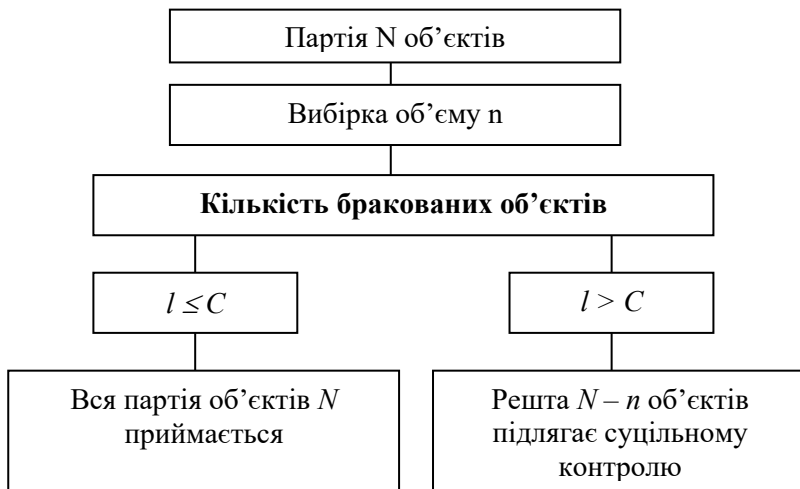 Партія N об’єктів
Вибірка об’єму n
Кількість бракованих об’єктів
l ≤ C
l > C
Вся партія об’єктів N
приймається
Решта N – n об’єктів
підлягає суцільному
контролю